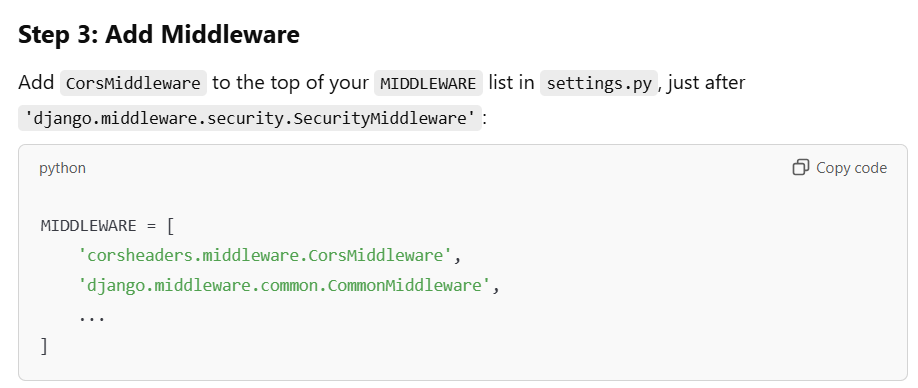 Step 3: Add Middleware
Add CorsMiddleware to the top of your MIDDLEWARE list in settings.py, just after
'django.middleware.security.SecurityMiddleware':
python Copy code
MIDDLEWARE = [
    'corsheaders.middleware.CorsMiddleware',
    'django.middleware.common.CommonMiddleware',
    ...
]